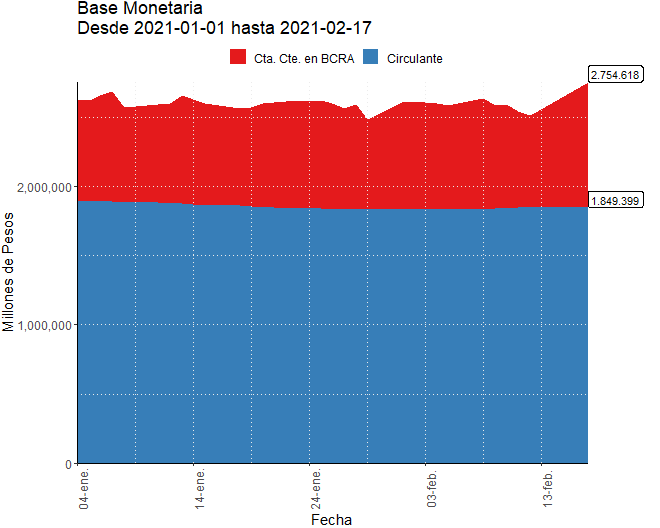 Base Monetaria
Desde 2021-01-01 hasta 2021-02-17
Cta. Cte. en BCRA
Circulante
2.754.618
2,000,000
1.849.399
Millones de Pesos
1,000,000
0
04-ene.
14-ene.
24-ene.
03-feb.
13-feb.
Fecha